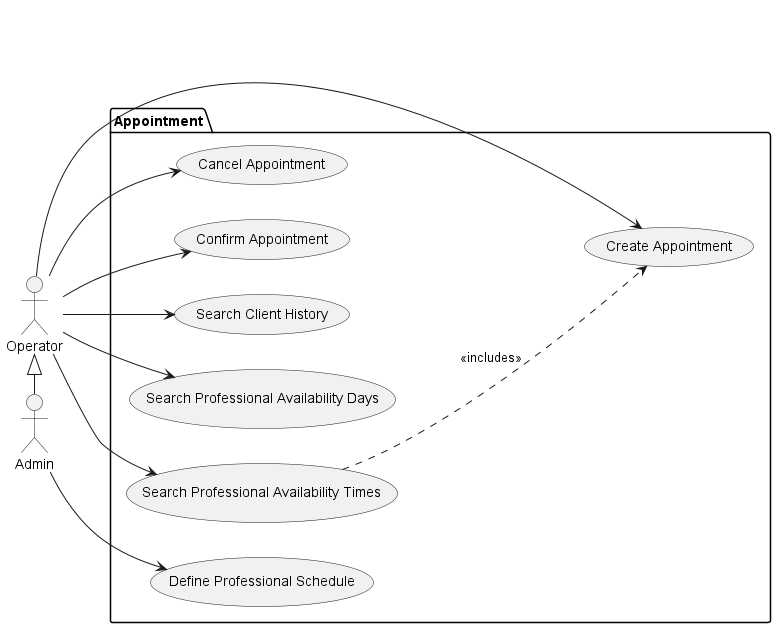 Appointment
Cancel Appointment
Confirm Appointment
Create Appointment
Search Client History
Operator
«includes»
Search Professional Availability Days
Admin
Search Professional Availability Times
Define Professional Schedule